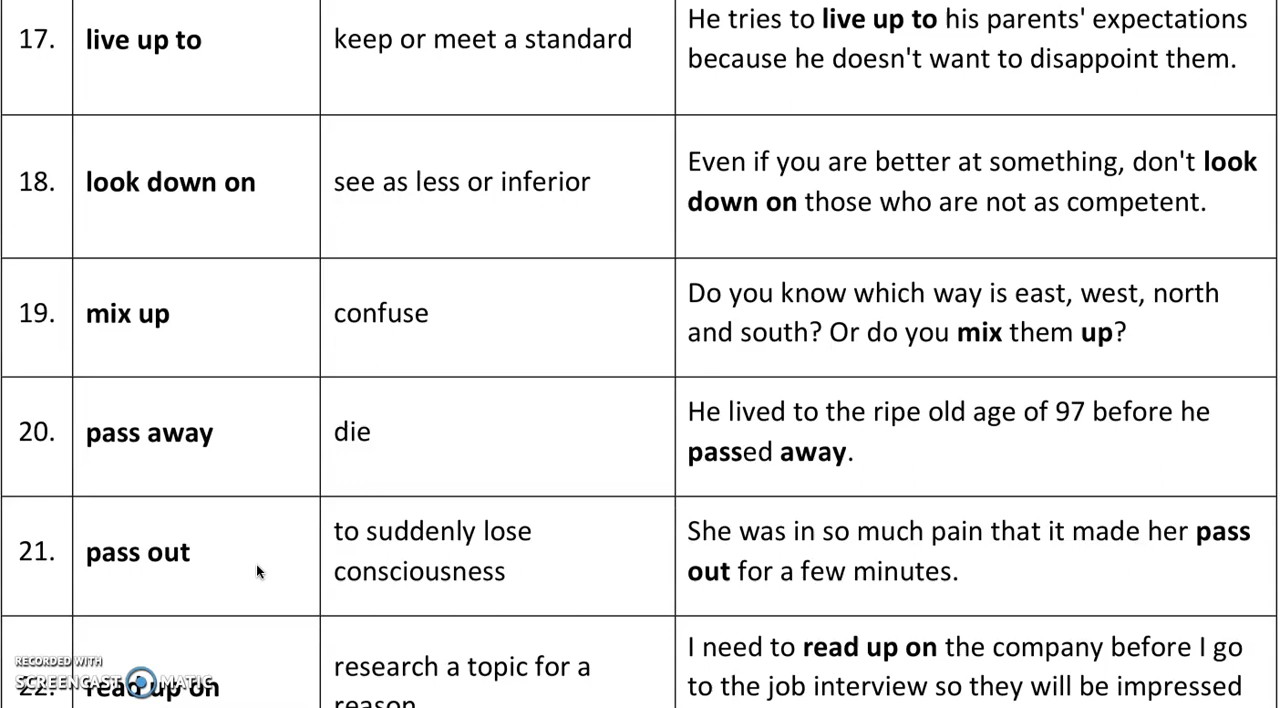 17. live up to keep or meet a standard He tries to live up to his parents' expectations
because he doesn't want to disappoint them.
18. look down on see as less or inferior Even if you are better at something, don't look
down on those who are not as competent.
19. mix up confuse Do you know which way is east, west, north
and south? Or do you mix them up?
20. pass away die He lived to the ripe old age of 97 before he
passed away.
21. pass out to suddenly lose
consciousness She was in so much pain that it made her pass
out for a few minutes.
22. read up on research a topic for a
reason I need to read up on the company before I go
to the job interview so they will be impressed
RECORDED WITH
SCREENCAST MATIC